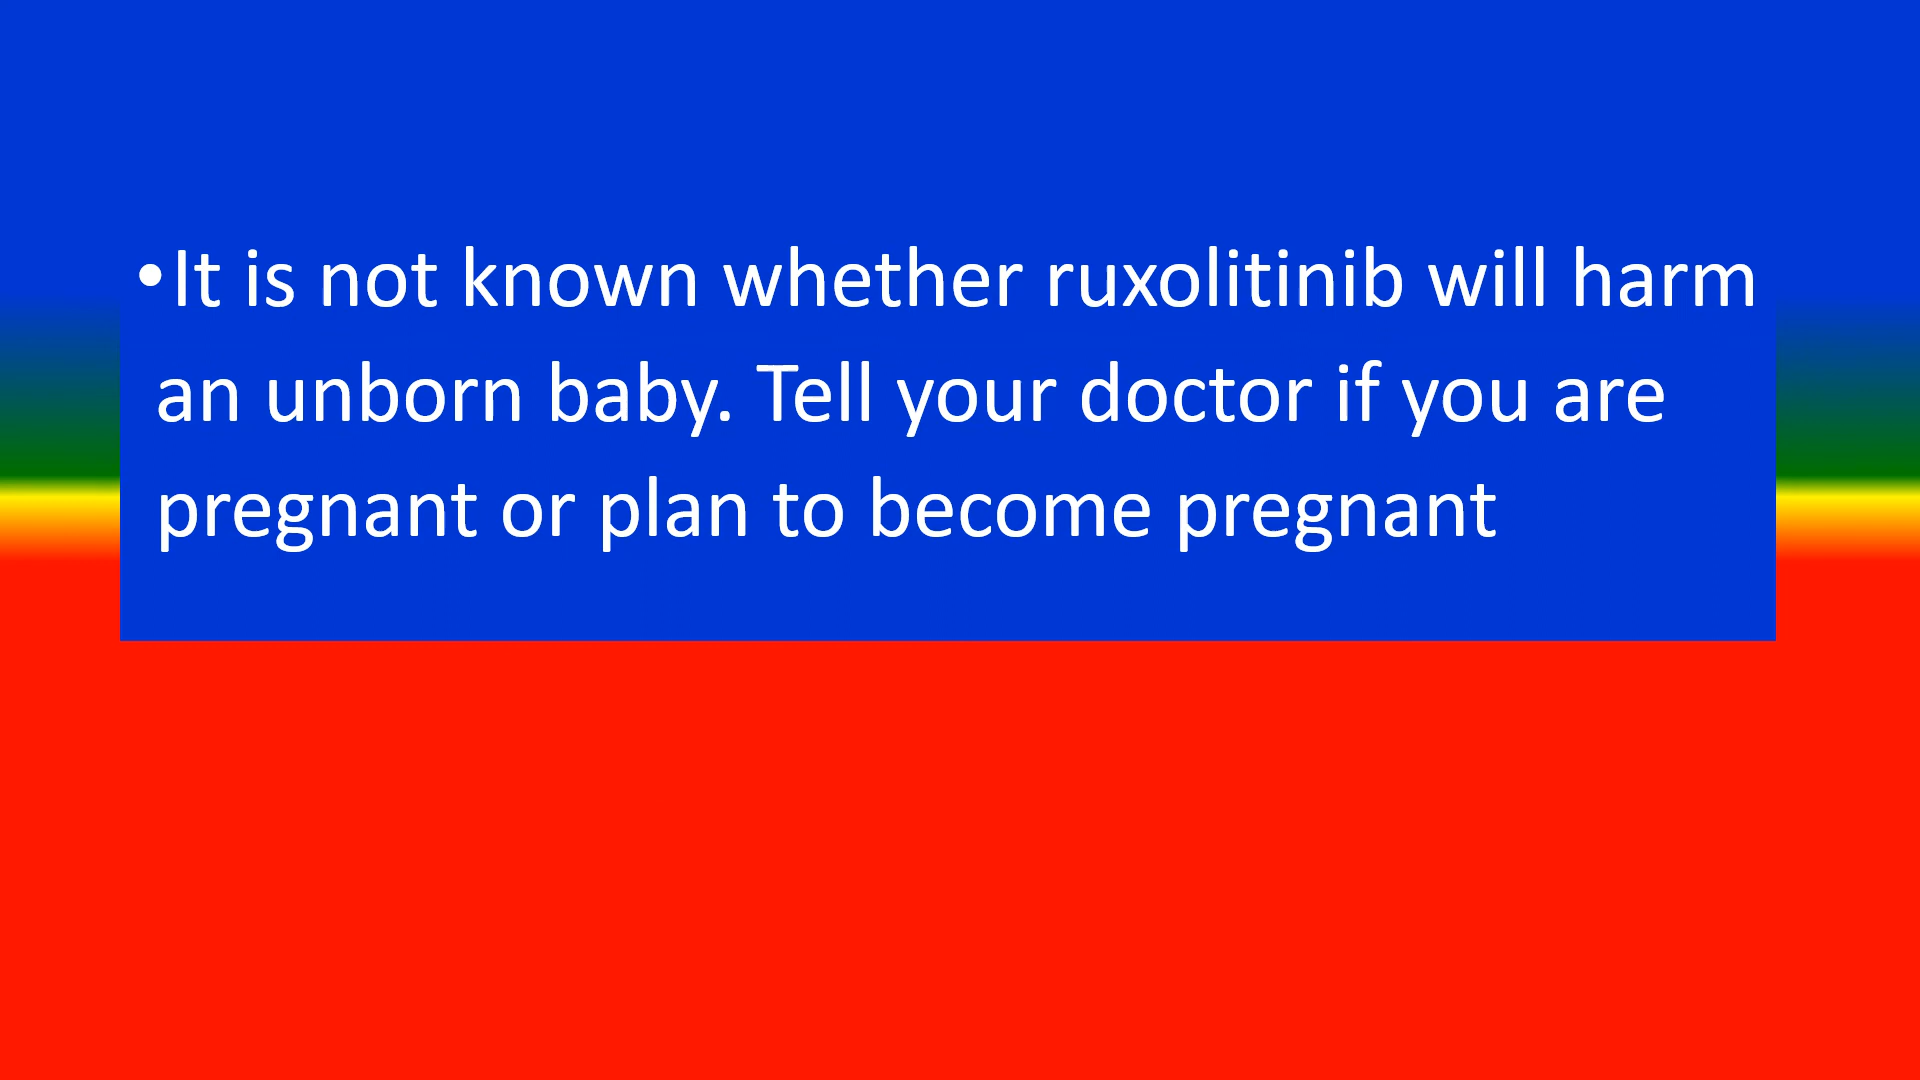 •It is not known whether ruxolitinib will harm
an unborn baby. Tell your doctor if you are
pregnant or plan to become pregnant